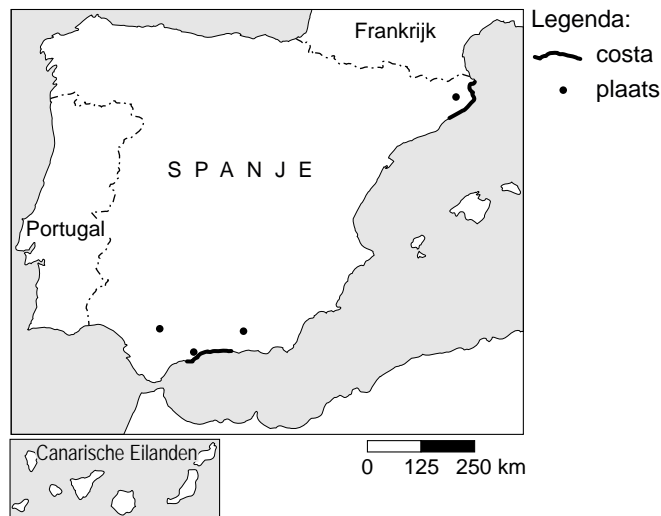 Frankrijk
Legenda:
costa
plaats
S P A N J E
Portugal
Canarische Eilanden
0 125 250 km